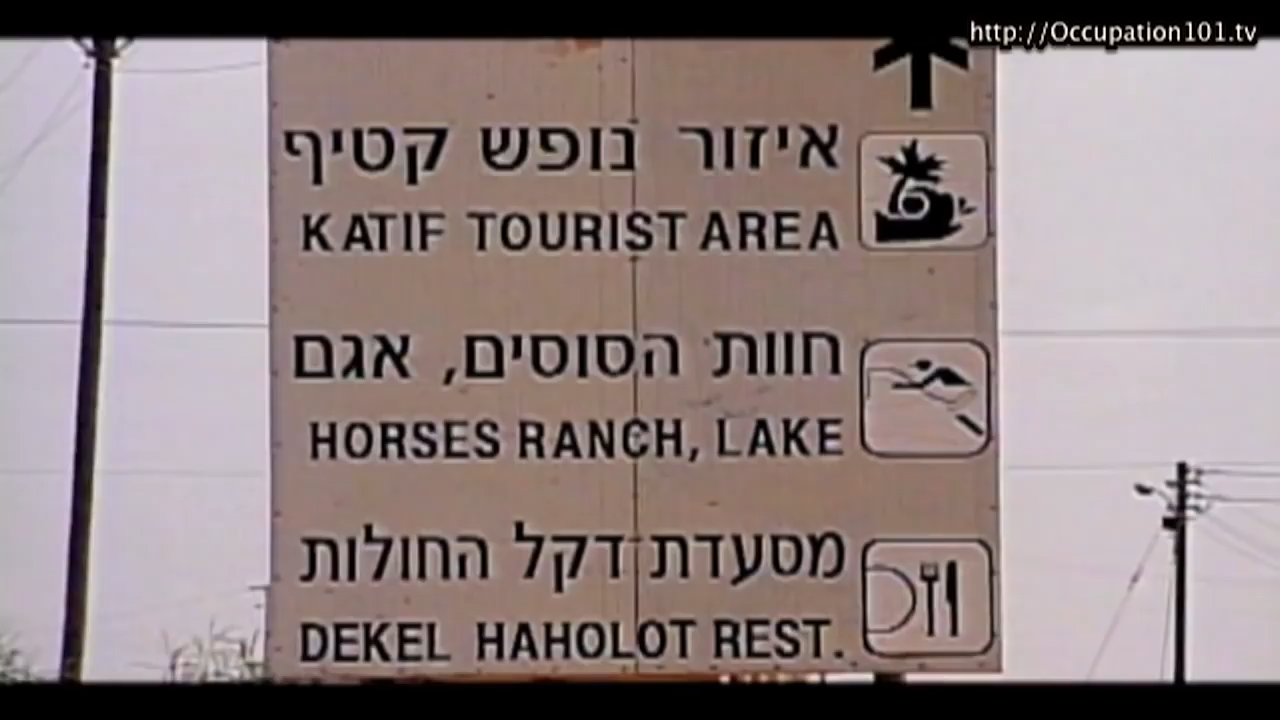 http://Occupation101.tv
איזור נופש קטיף
KATIF TOURIST AREA
חוות הסוסים, אגם
HORSES RANCH, LAKE
מסעדת דקל החולות
DEKEL HAHOLOT REST.